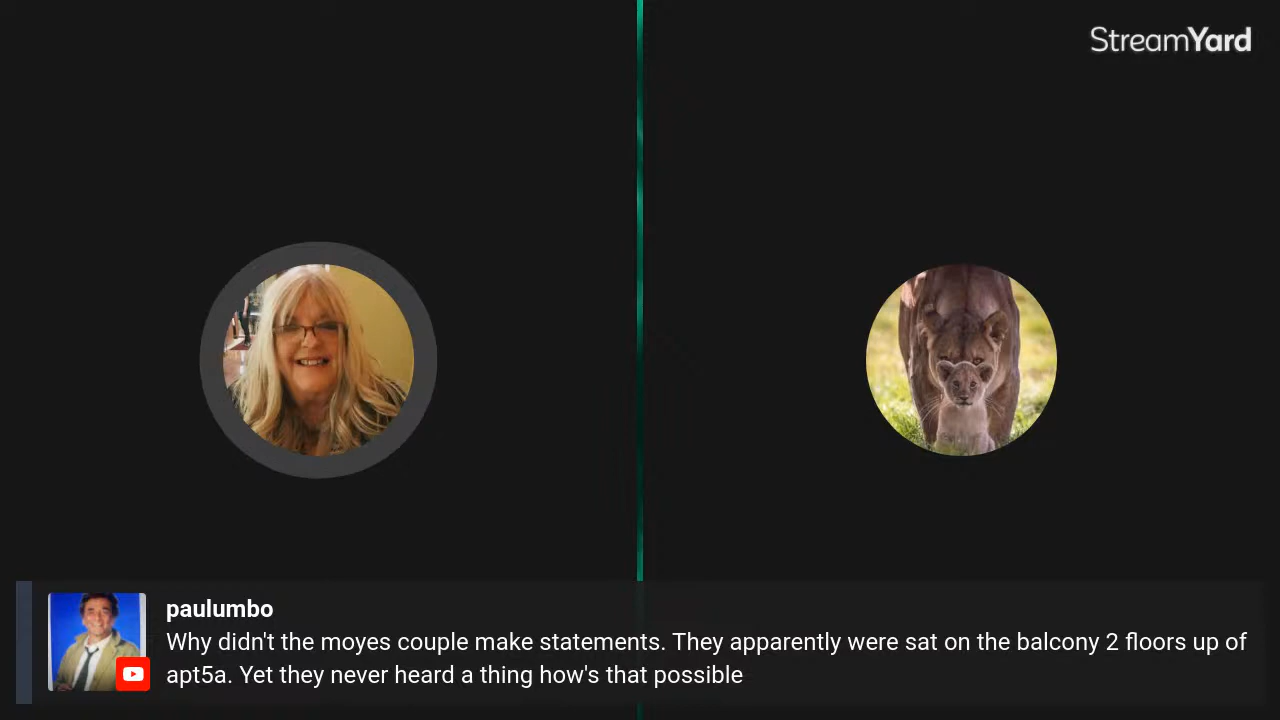 StreamYard
paulumbo
Why didn't the moyes couple make statements. They apparently were sat on the balcony 2 floors up of
apt5a. Yet they never heard a thing how's that possible